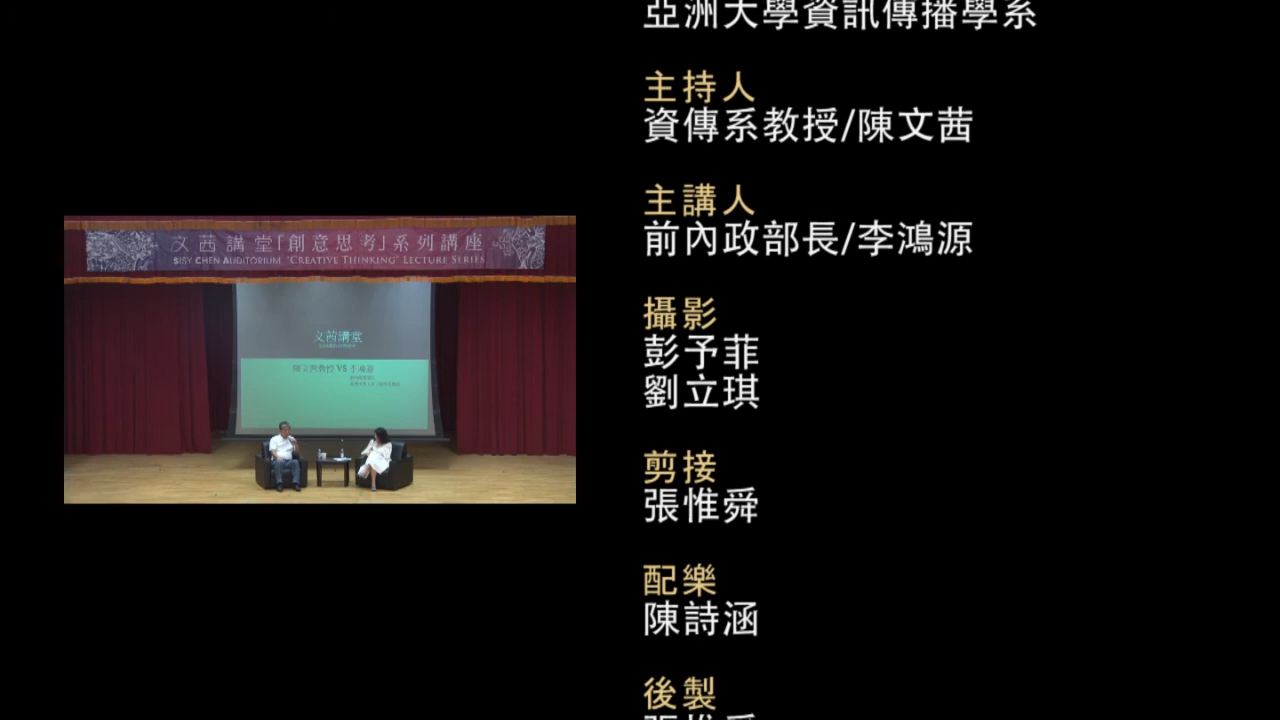 文茜講堂「創意思考」系列講座
SISY CHEN AUDITORIUM "CREATIVE THINKING" LECTURE SERIES
文茜講堂
亞洲大學資訊傳播學系
主持人
資傳系教授/陳文茜
主講人
前內政部長/李鴻源
攝影
彭予菲
劉立琪
剪接
張惟舜
配樂
陳詩涵
後製